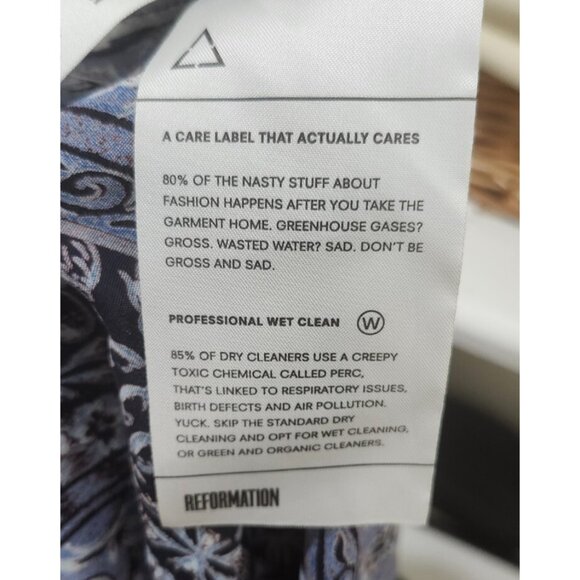 A CARE LABEL THAT ACTUALLY CARES
80% OF THE NASTY STUFF ABOUT
FASHION HAPPENS AFTER YOU TAKE THE
GARMENT HOME. GREENHOUSE GASES?
GROSS. WASTED WATER? SAD. DON'T BE
GROSS AND SAD.
PROFESSIONAL WET CLEAN W
85% OF DRY CLEANERS USE A CREEPY
TOXIC CHEMICAL CALLED PERC,
THAT'S LINKED TO RESPIRATORY ISSUES,
BIRTH DEFECTS AND AIR POLLUTION.
YUCK. SKIP THE STANDARD DRY
CLEANING AND OPT FOR WET CLEANING,
OR GREEN AND ORGANIC CLEANERS.
REFORMATION